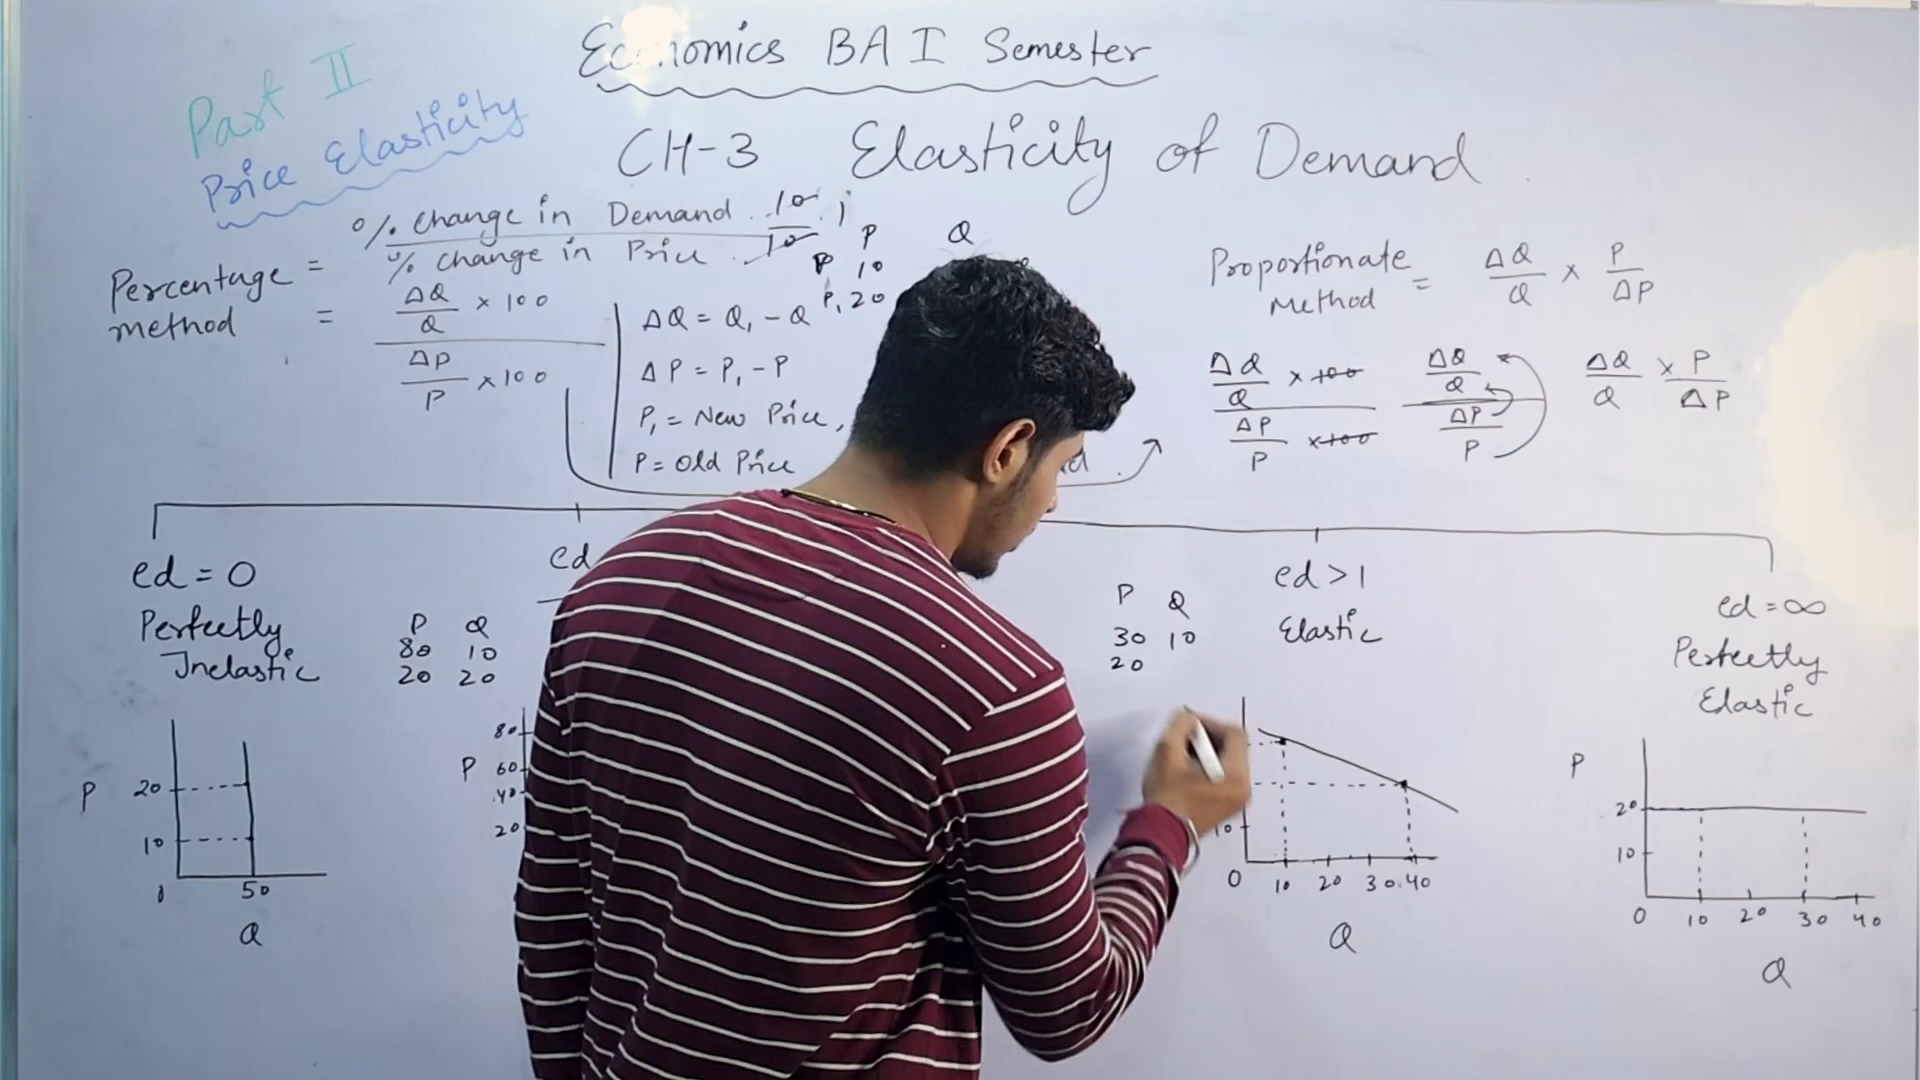 Economics BA I Semester
Part II
Price Elasticity
CH-3 Elasticity of Demand
Percentage method = % change in Demand / % change in Price 10/10
= ΔQ/Q × 100 / ΔP/P × 100
ΔQ = Q₁ - Q
ΔP = P₁ - P
P₁ = New Price,
P = Old Price
P Q
P 10
P₁ 20
Proportionate Method = ΔQ/Q × P/ΔP
ΔQ/Q × 100 / ΔP/P × 100
ΔQ/Q / ΔP/P
ΔQ/Q × P/ΔP
ed = 0
Perfectly
Inelastic
P
20
10
0 50
Q
ed
P Q
80 10
20 20
80
P 60
40
20
P Q
30 10
20
ed > 1
Elastic
10
0 10 20 30 40
Q
ed = ∞
Perfectly
Elastic
P
20
10
0 10 20 30 40
Q